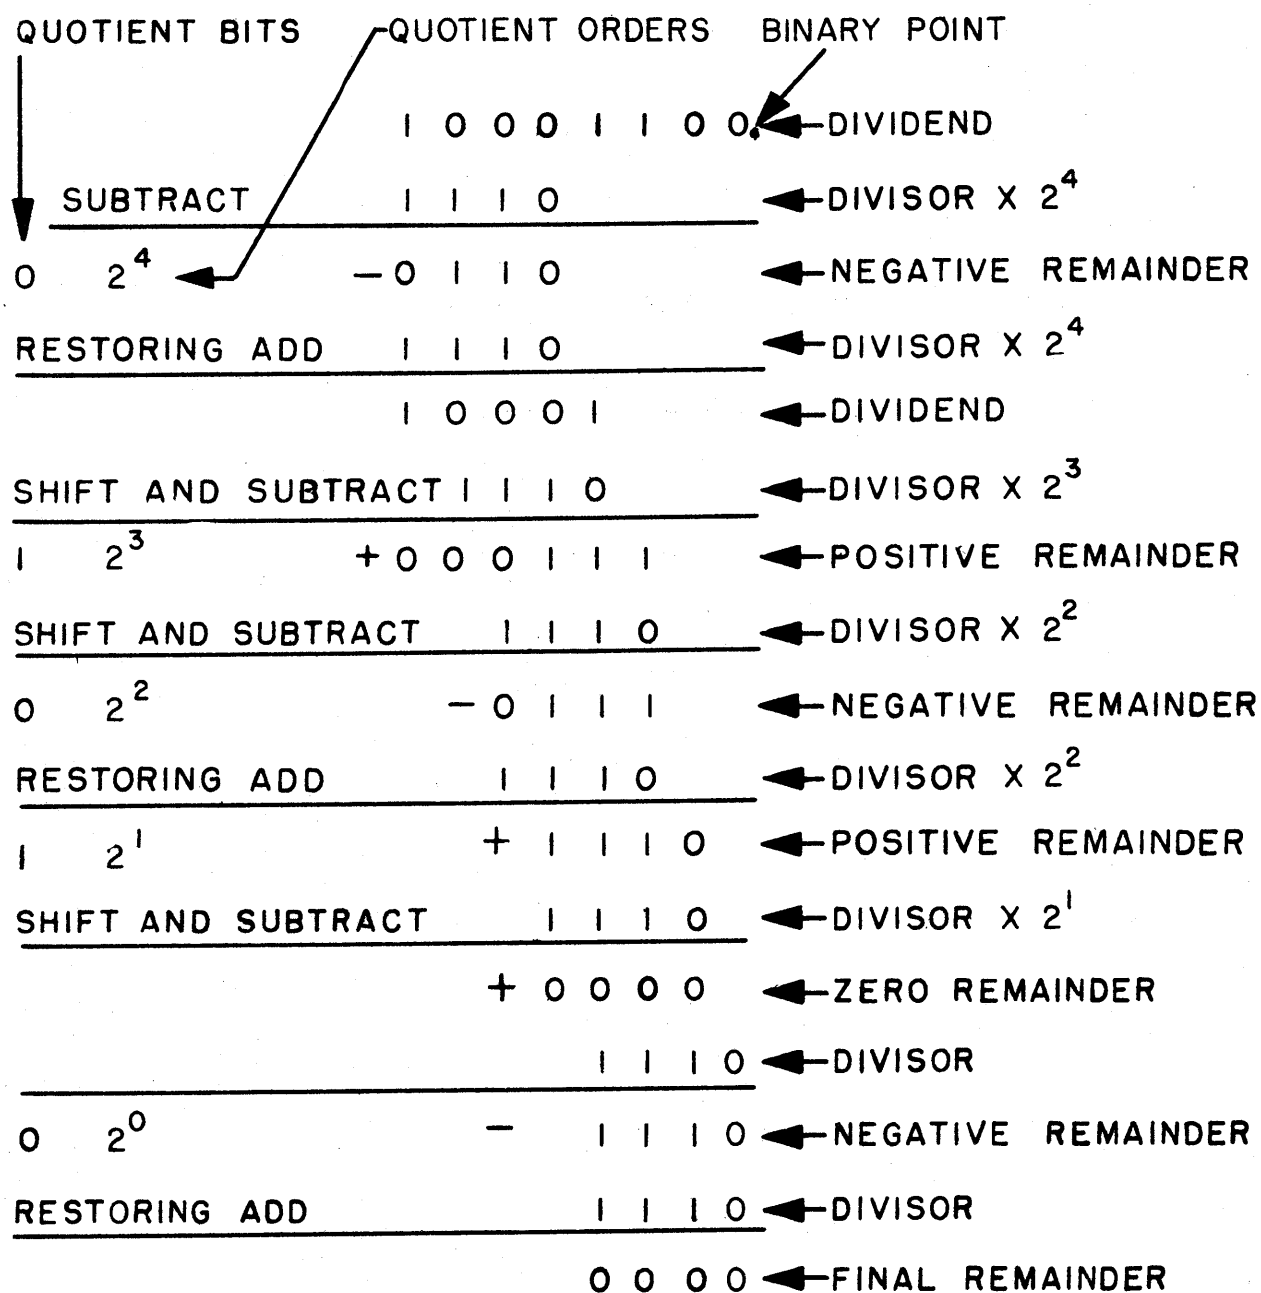 QUOTIENT BITS QUOTIENT ORDERS BINARY POINT
1 0 0 0 1 1 0 0. DIVIDEND
SUBTRACT 1 1 1 0 DIVISOR X 2^4
0 2^4 -0 1 1 0 NEGATIVE REMAINDER
RESTORING ADD 1 1 1 0 DIVISOR X 2^4
1 0 0 0 1 DIVIDEND
SHIFT AND SUBTRACT 1 1 1 0 DIVISOR X 2^3
1 2^3 +0 0 0 1 1 1 POSITIVE REMAINDER
SHIFT AND SUBTRACT 1 1 1 0 DIVISOR X 2^2
0 2^2 -0 1 1 1 NEGATIVE REMAINDER
RESTORING ADD 1 1 1 0 DIVISOR X 2^2
1 2^1 + 1 1 1 0 POSITIVE REMAINDER
SHIFT AND SUBTRACT 1 1 1 0 DIVISOR X 2^1
+ 0 0 0 0 ZERO REMAINDER
1 1 1 0 DIVISOR
0 2^0 - 1 1 1 0 NEGATIVE REMAINDER
RESTORING ADD 1 1 1 0 DIVISOR
0 0 0 0 FINAL REMAINDER